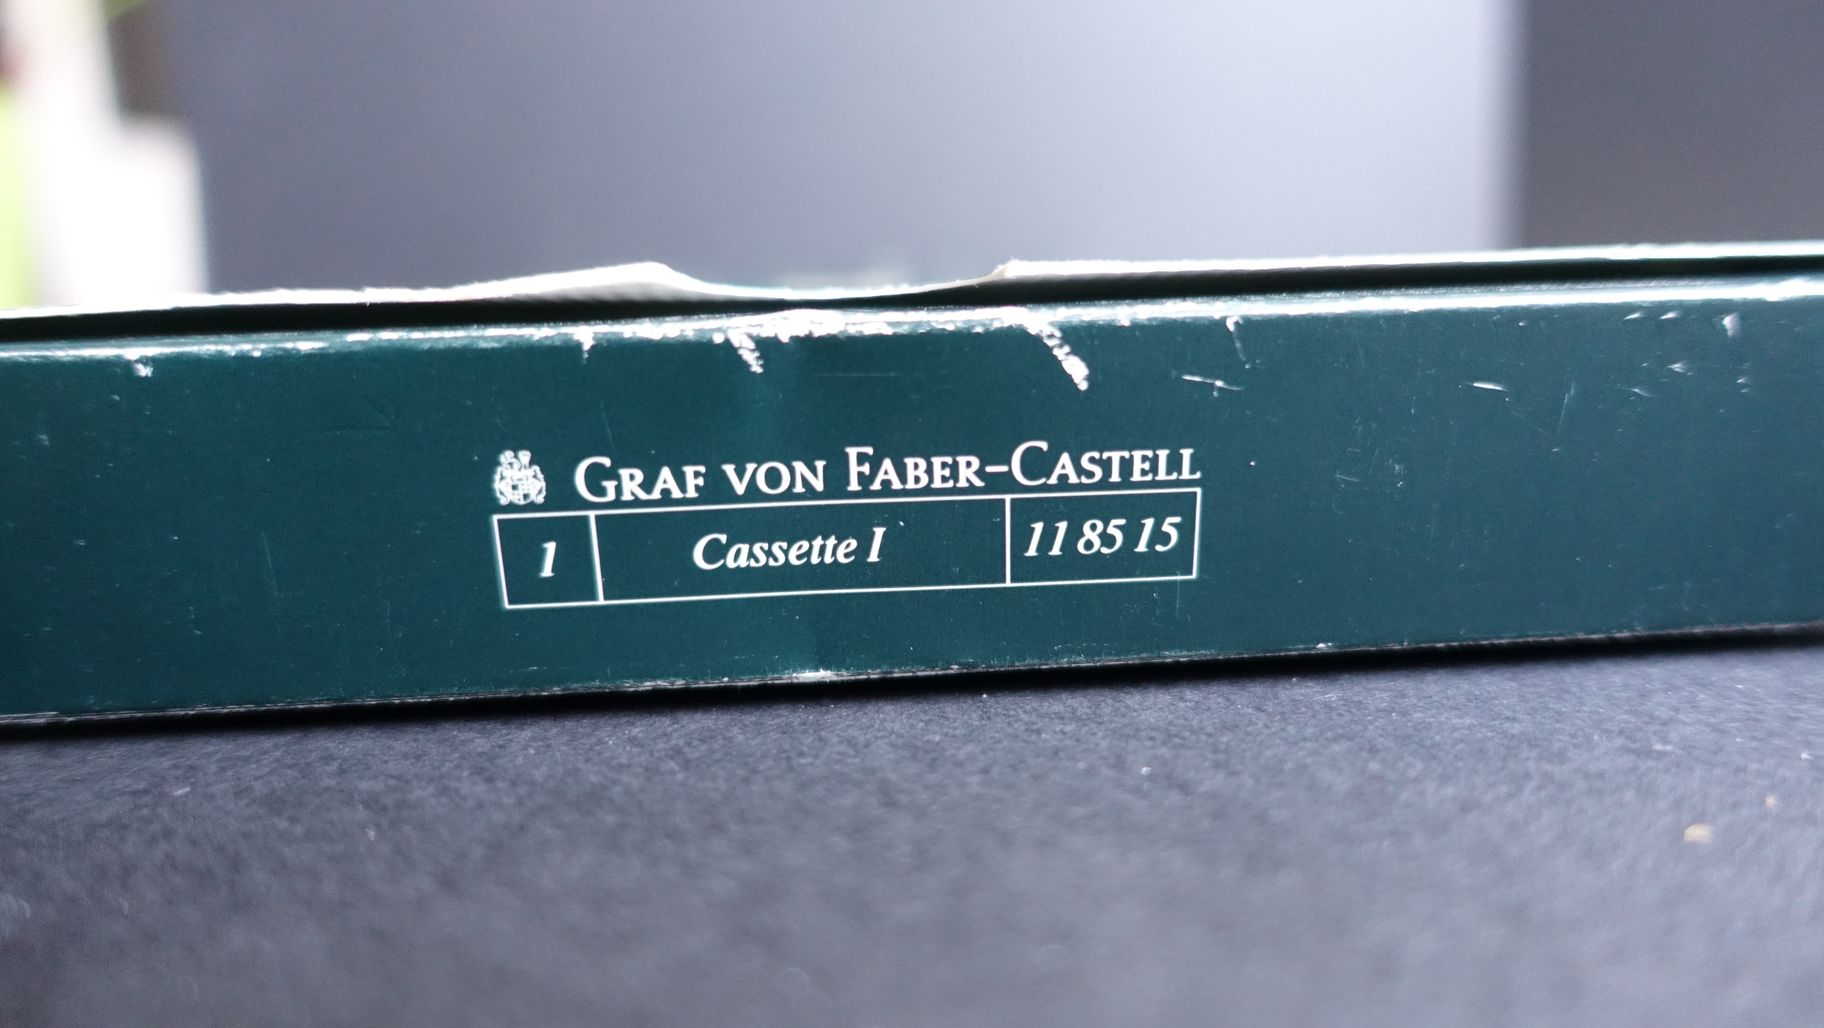 GRAF VON FABER-CASTELL
1 Cassette I 11 85 15